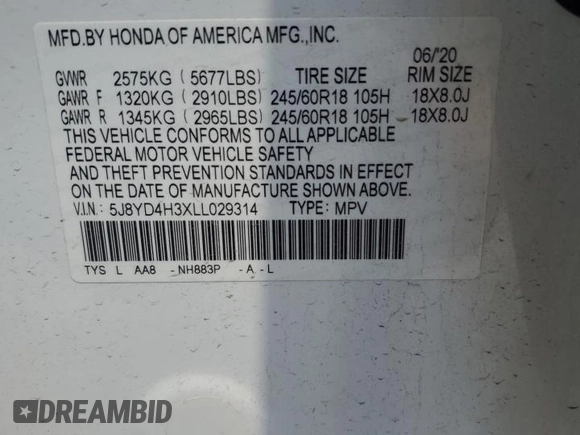 MFD.BY HONDA OF AMERICA MFG.,INC.
06/'20
GVWR 2575KG (5677LBS) TIRE SIZE RIM SIZE
GAWR F 1320KG (2910LBS) 245/60R18 105H 18X8.0J
GAWR R 1345KG (2965LBS) 245/60R18 105H 18X8.0J
THIS VEHICLE CONFORMS TO ALL APPLICABLE
FEDERAL MOTOR VEHICLE SAFETY
AND THEFT PREVENTION STANDARDS IN EFFECT
ON THE DATE OF MANUFACTURE SHOWN ABOVE.
V.I.N.: 5J8YD4H3XLL029314 TYPE: MPV
TYS L AA8 -NH883P -A-L
DREAMBID